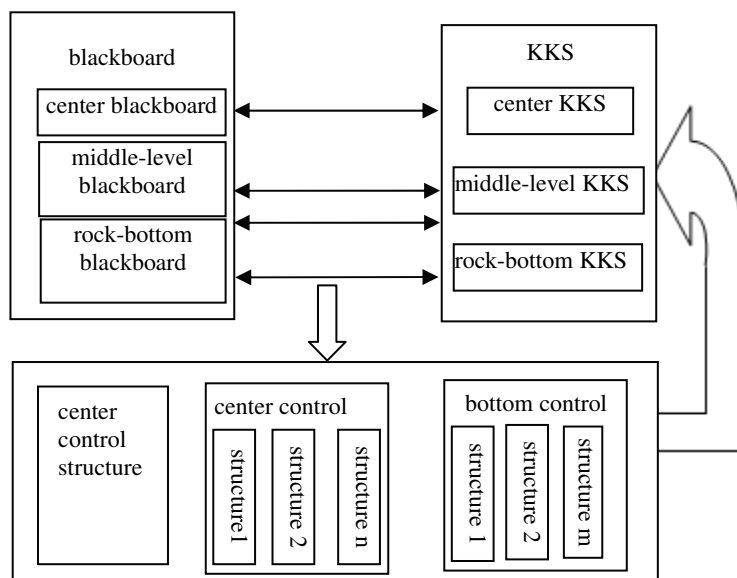 blackboard
center blackboard
middle-level
blackboard
rock-bottom
blackboard
KKS
center KKS
middle-level KKS
rock-bottom KKS
center
control
structure
center control
structure1
structure 2
structure n
bottom control
structure 1
structure 2
structure m